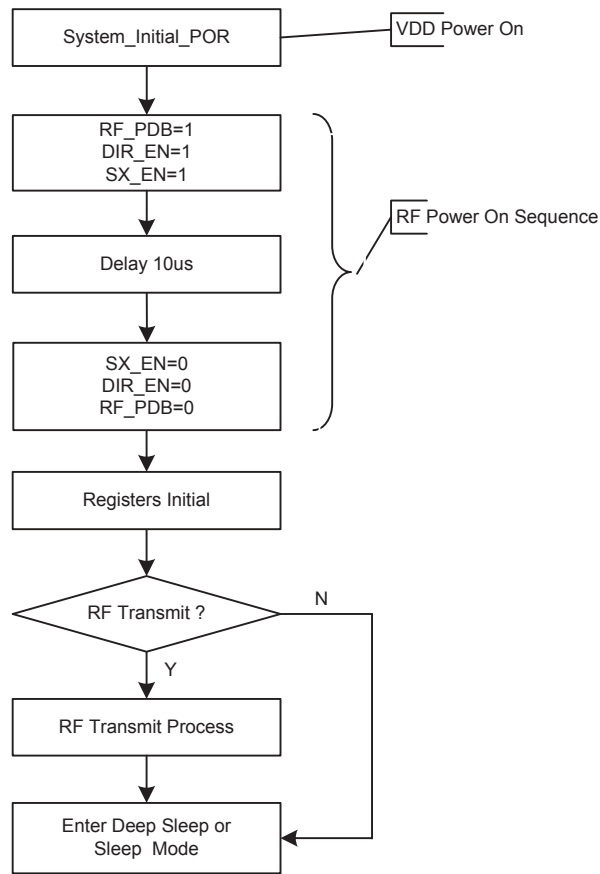 System_Initial_POR
VDD Power On
RF_PDB=1
DIR_EN=1
SX_EN=1
RF Power On Sequence
Delay 10us
SX_EN=0
DIR_EN=0
RF_PDB=0
Registers Initial
RF Transmit ?
N
Y
RF Transmit Process
Enter Deep Sleep or
Sleep Mode